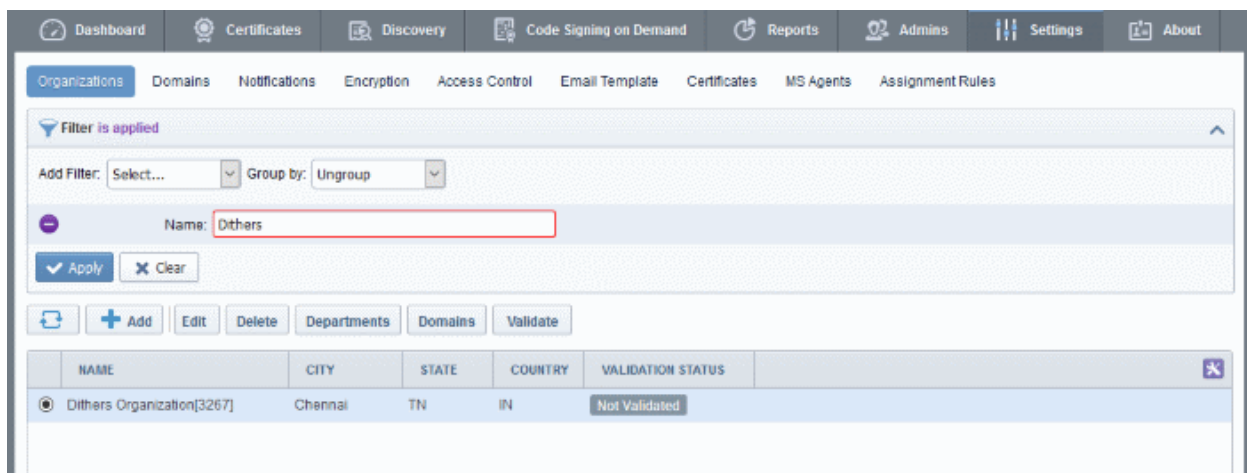 Dashboard Certificates Discovery Code Signing on Demand Reports Admins Settings About
Organizations Domains Notifications Encryption Access Control Email Template Certificates MS Agents Assignment Rules
Filter is applied
Add Filter: Select... Group by: Ungroup
Name: Dithers
Apply Clear
Add Edit Delete Departments Domains Validate
NAME CITY STATE COUNTRY VALIDATION STATUS
Dithers Organization[3267] Chennai TN IN Not Validated